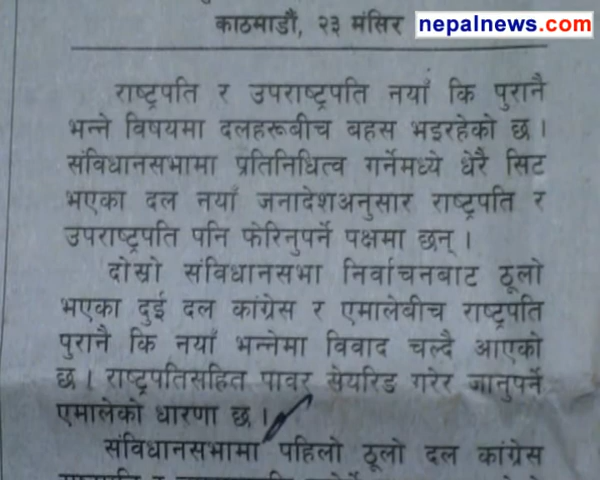 काठमाडौं, २३ मंसिर
nepalnews.com
राष्ट्रपति र उपराष्ट्रपति नयाँ कि पुरानै
भन्ने विषयमा दलहरूबीच बहस भइरहेको छ ।
संविधानसभामा प्रतिनिधित्व गर्नेमध्ये धेरै सिट
भएका दल नयाँ जनादेशअनुसार राष्ट्रपति र
उपराष्ट्रपति पनि फेरिनुपर्ने पक्षमा छन् ।
दोस्रो संविधानसभा निर्वाचनबाट ठूलो
भएका दुई दल कांग्रेस र एमालेबीच राष्ट्रपति
पुरानै कि नयाँ भन्नेमा विवाद चल्दै आएको
छ । राष्ट्रपतिसहित पावर सेयरिङ गरेर जानुपर्ने
एमालेको धारणा छ ।
संविधानसभामा पहिलो ठूलो दल कांग्रेस